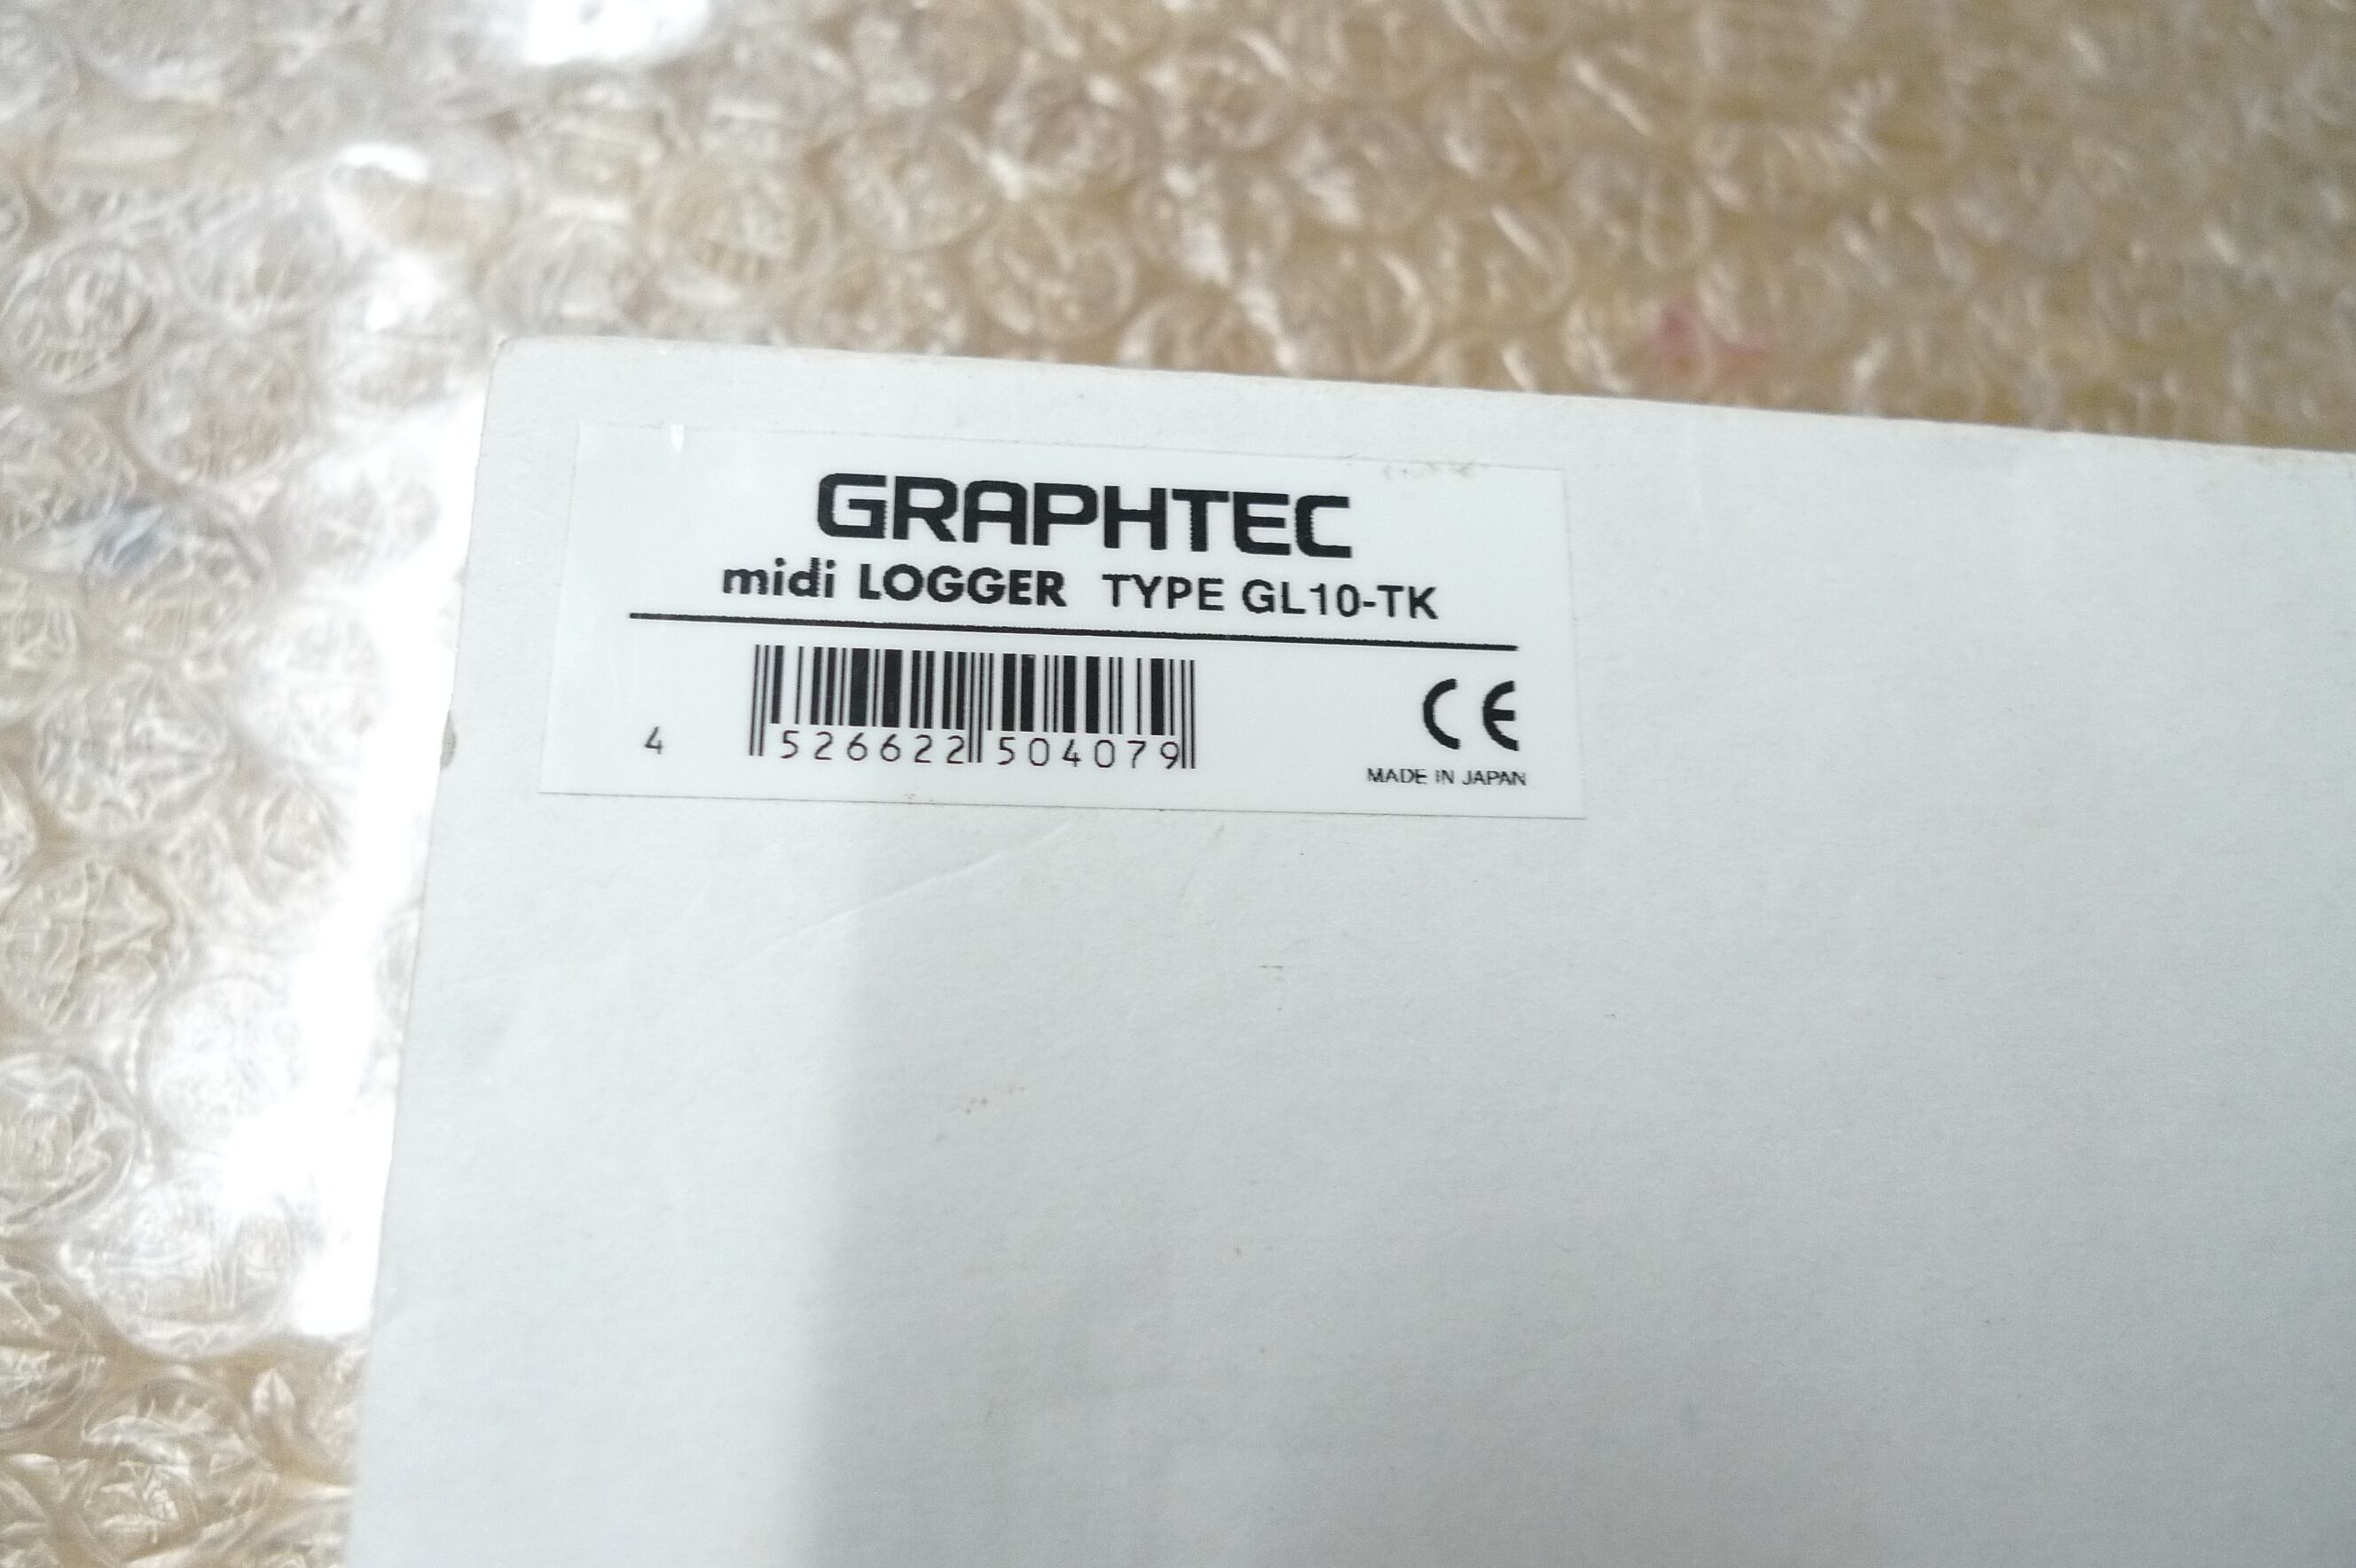 GRAPHTEC
midi LOGGER TYPE GL10-TK
4 526622 504079
CE
MADE IN JAPAN